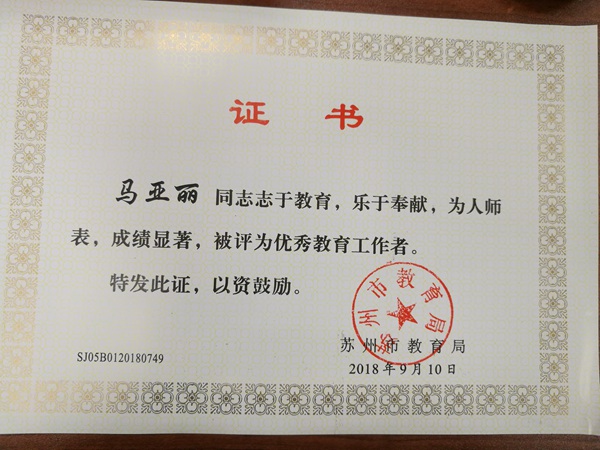 证 书
马亚丽 同志志于教育，乐于奉献，为人师
表，成绩显著，被评为优秀教育工作者。
特发此证，以资鼓励。
苏州市教育局
苏州市教育局
SJ05B0120180749
2018年9月10日